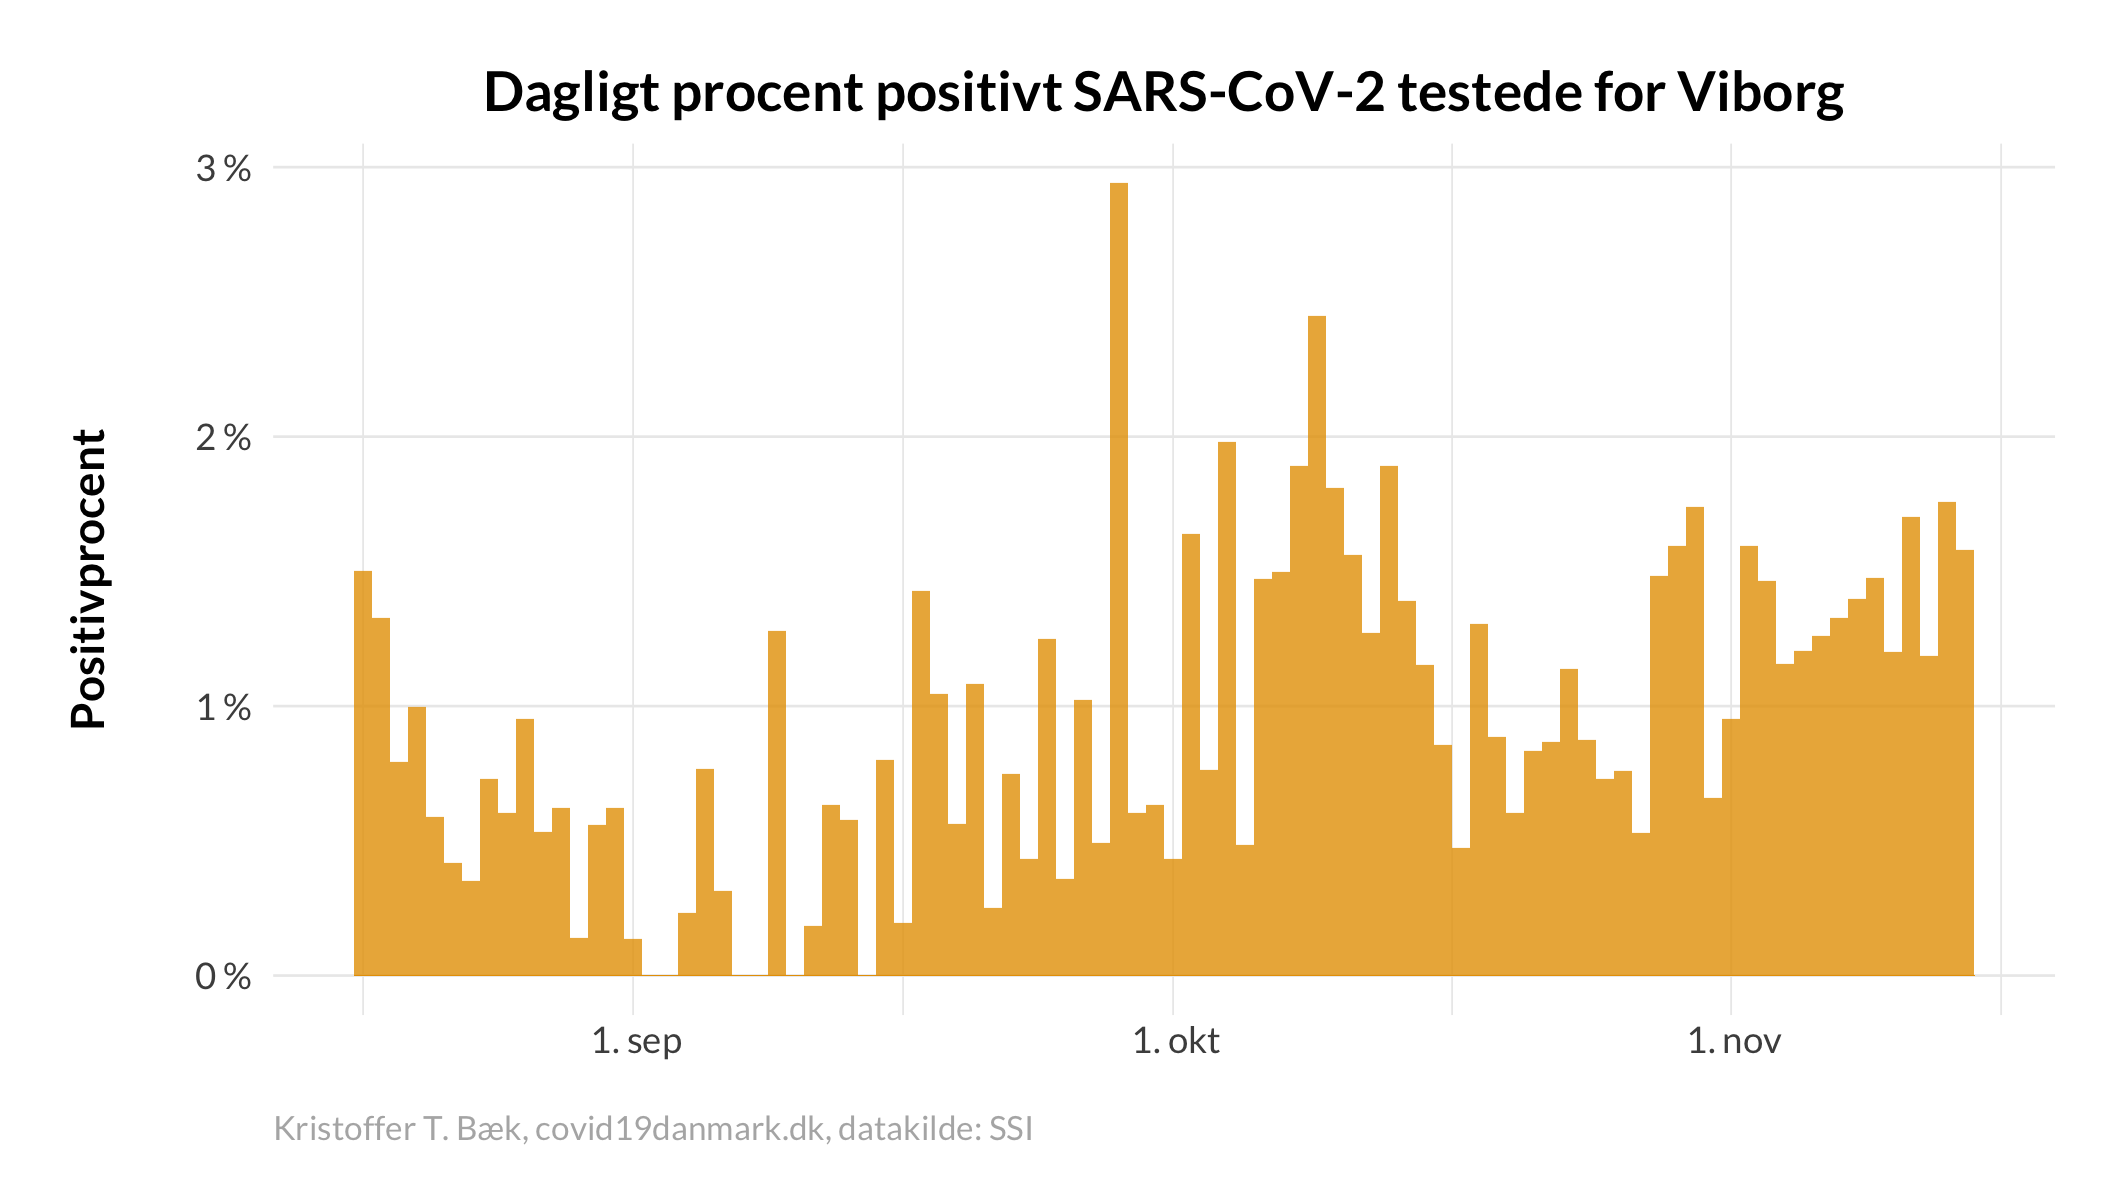 Dagligt procent positivt SARS-CoV-2 testede for Viborg
Positivprocent
3 %
2 %
1 %
0 %
1. sep
1. okt
1. nov
Kristoffer T. Bæk, covid19danmark.dk, datakilde: SSI